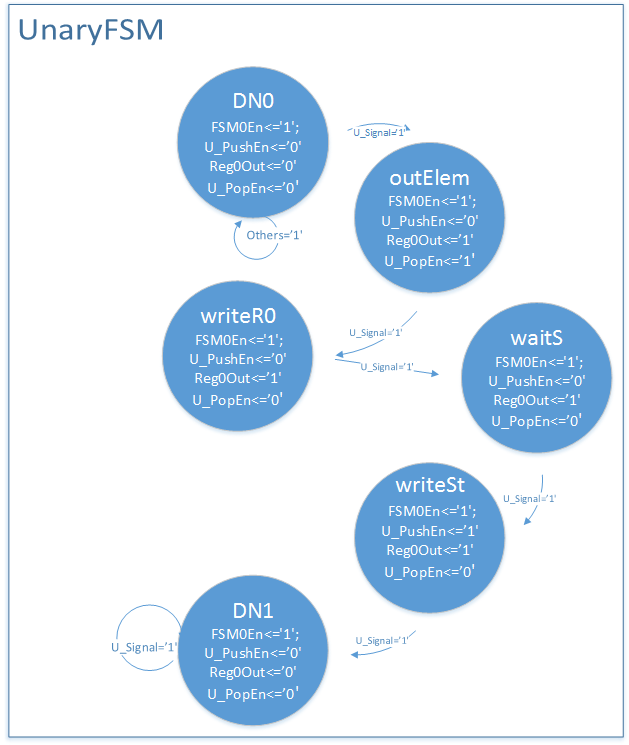 UnaryFSM
DN0
FSM0En<='1';
U_PushEn<='0'
Reg0Out<='0'
U_PopEn<='0'
U_Signal='1'
outElem
FSM0En<='1';
U_PushEn<='0'
Reg0Out<='1'
U_PopEn<='1'
Others='1'
writeR0
FSM0En<='1';
U_PushEn<='0'
Reg0Out<='1'
U_PopEn<='0'
U_Signal='1'
U_Signal='1'
waitS
FSM0En<='1';
U_PushEn<='0'
Reg0Out<='1'
U_PopEn<='0'
U_Signal='1'
writeSt
FSM0En<='1';
U_PushEn<='1'
Reg0Out<='1'
U_PopEn<='0'
U_Signal='1'
DN1
FSM0En<='1';
U_PushEn<='0'
Reg0Out<='0'
U_PopEn<='0'
U_Signal='1'